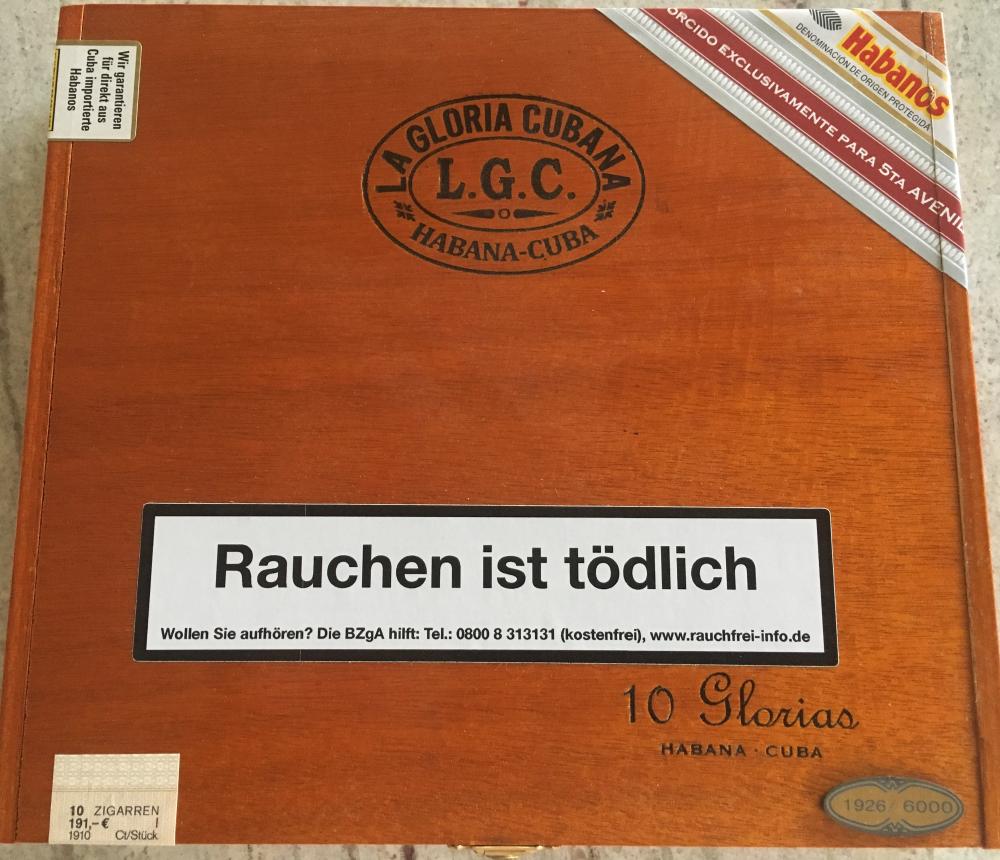 Wir garantieren
für direkt aus
Cuba importierte
Habanos
Habanos
DENOMINACIÓN DE ORIGEN PROTEGIDA
EXCLUSIVAMENTE PARA 5TA
LA GLORIA CUBANA
L.G.C.
HABANA-CUBA
Rauchen ist tödlich
Wollen Sie aufhören? Die BZgA hilft: Tel.: 0800 8 313131 (kostenfrei), www.rauchfrei-info.de
10 Glorias
HABANA · CUBA
1926/6000
10 ZIGARREN
191,-€ I
1910 Ct/Stück